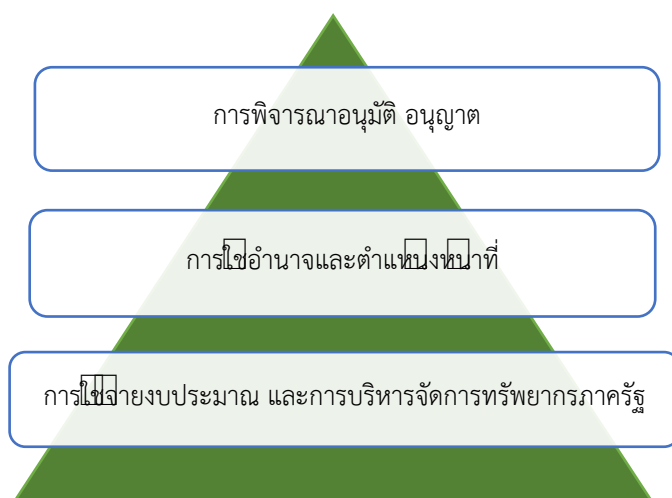 การพิจารณาอนุมัติ อนุญาต
การใช้อำนาจและตำแหน่งหน้าที่
การใช้จ่ายงบประมาณ และการบริหารจัดการทรัพยากรภาครัฐ